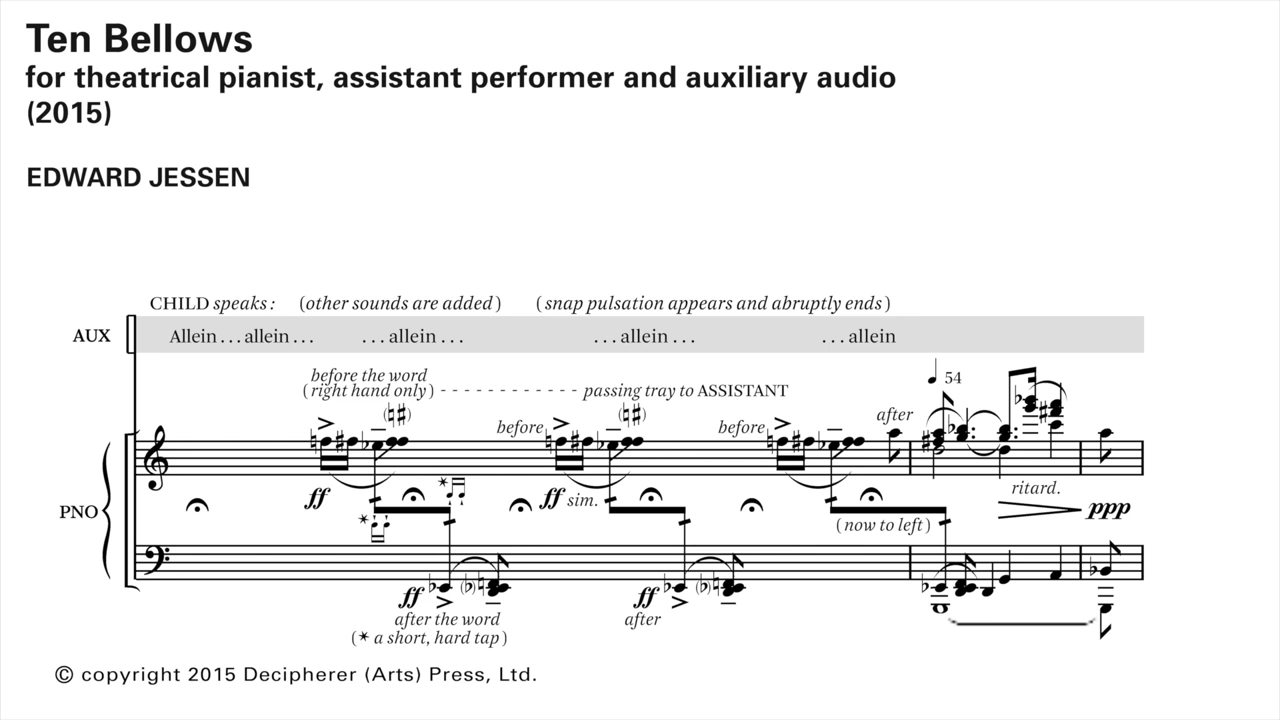 Ten Bellows
for theatrical pianist, assistant performer and auxiliary audio
(2015)
EDWARD JESSEN
CHILD speaks : (other sounds are added) (snap pulsation appears and abruptly ends)
AUX Allein...allein... ...allein... ...allein... ...allein
before the word
(right hand only) passing tray to ASSISTANT
54
before before after
ff ff sim. ritard.
PNO ppp
(now to left)
ff ff
after the word after
(* a short, hard tap)
© copyright 2015 Decipherer (Arts) Press, Ltd.